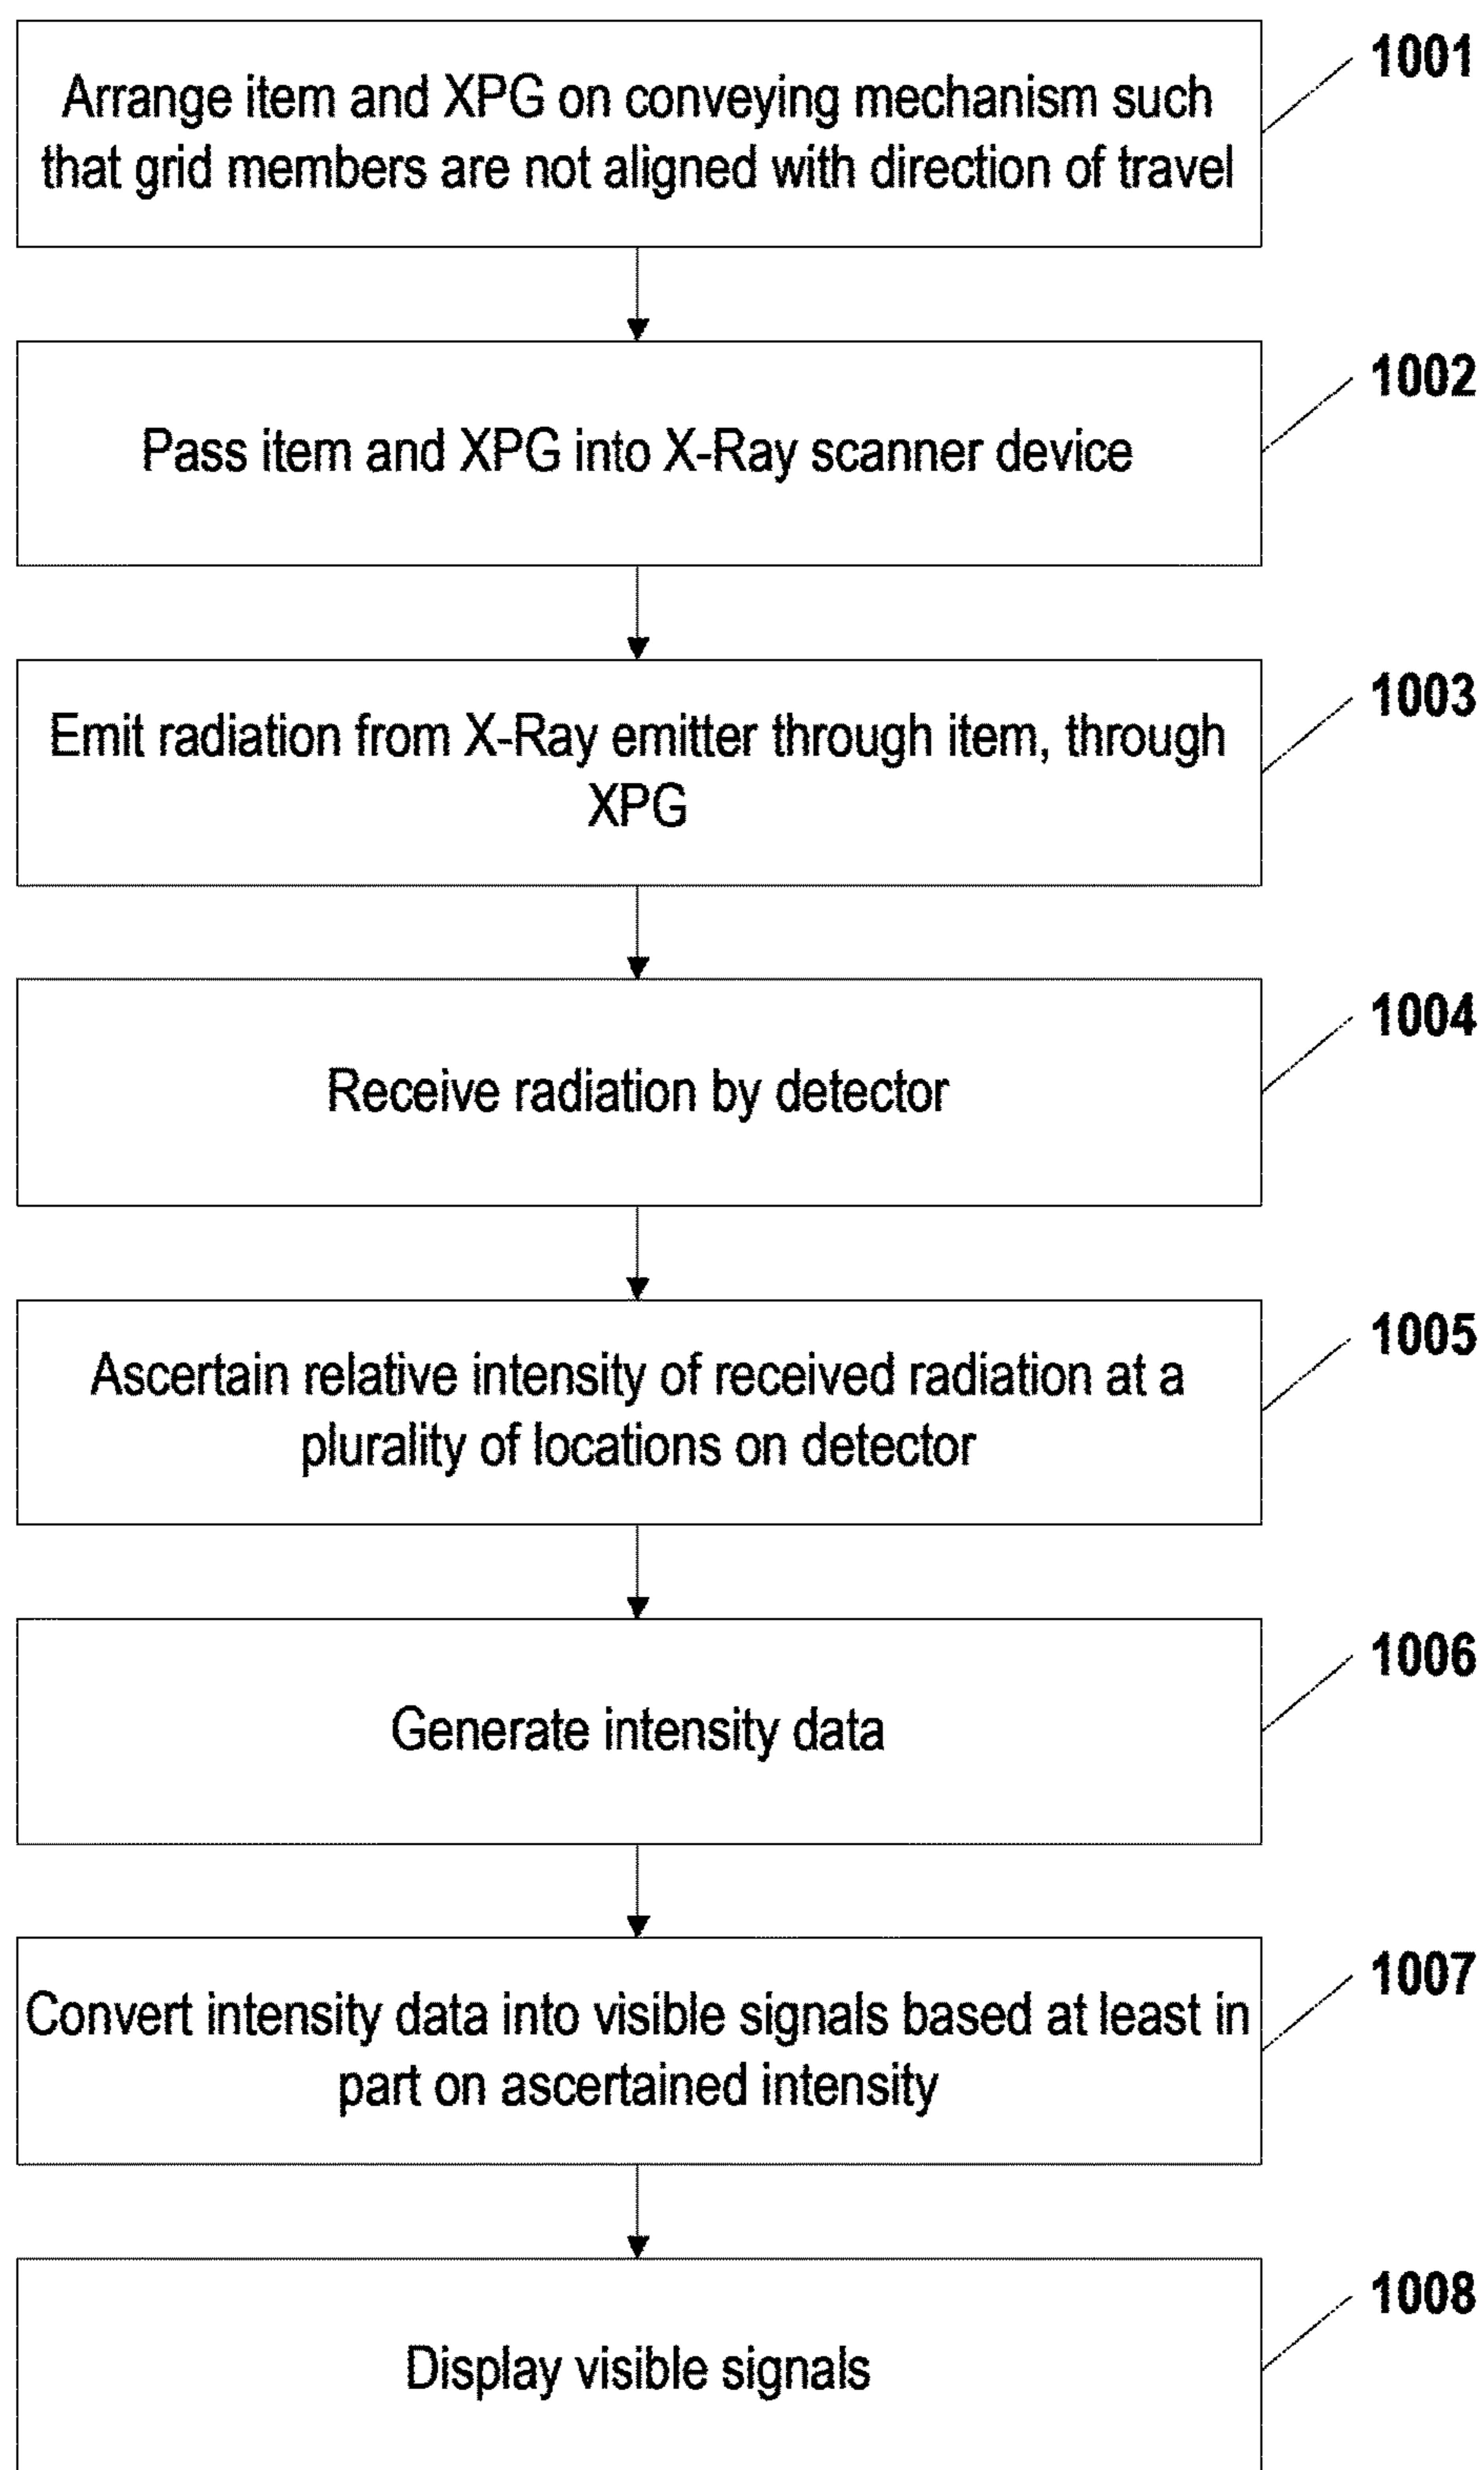 1001
Arrange item and XPG on conveying mechanism such
that grid members are not aligned with direction of travel
1002
Pass item and XPG into X-Ray scanner device
1003
Emit radiation from X-Ray emitter through item, through
XPG
1004
Receive radiation by detector
1005
Ascertain relative intensity of received radiation at a
plurality of locations on detector
1006
Generate intensity data
1007
Convert intensity data into visible signals based at least in
part on ascertained intensity
1008
Display visible signals